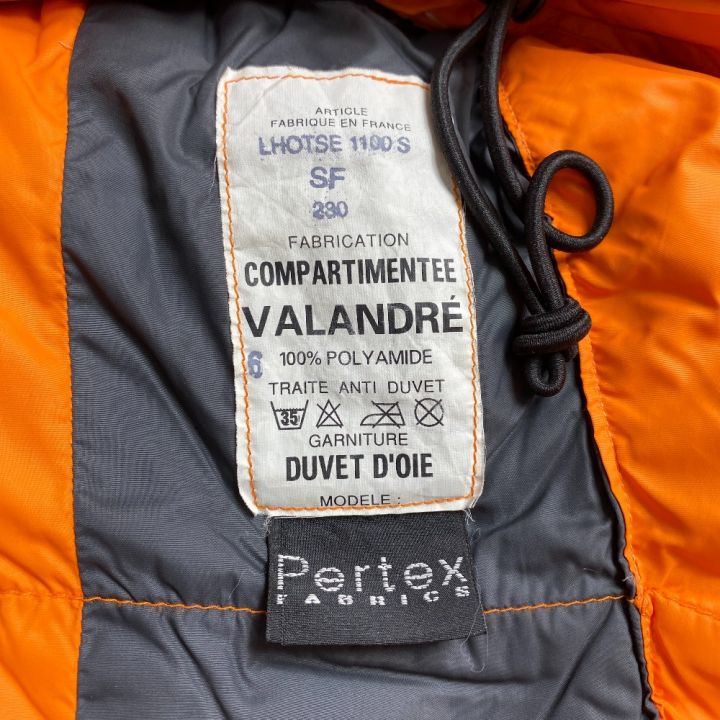 ARTICLE
FABRIQUE EN FRANCE
LHOTSE 1100 S
SF
230
FABRICATION
COMPARTIMENTEE
VALANDRÉ
6 100% POLYAMIDE
TRAITE ANTI DUVET
35
GARNITURE
DUVET D'OIE
MODELE :
Pertex
FABRICS